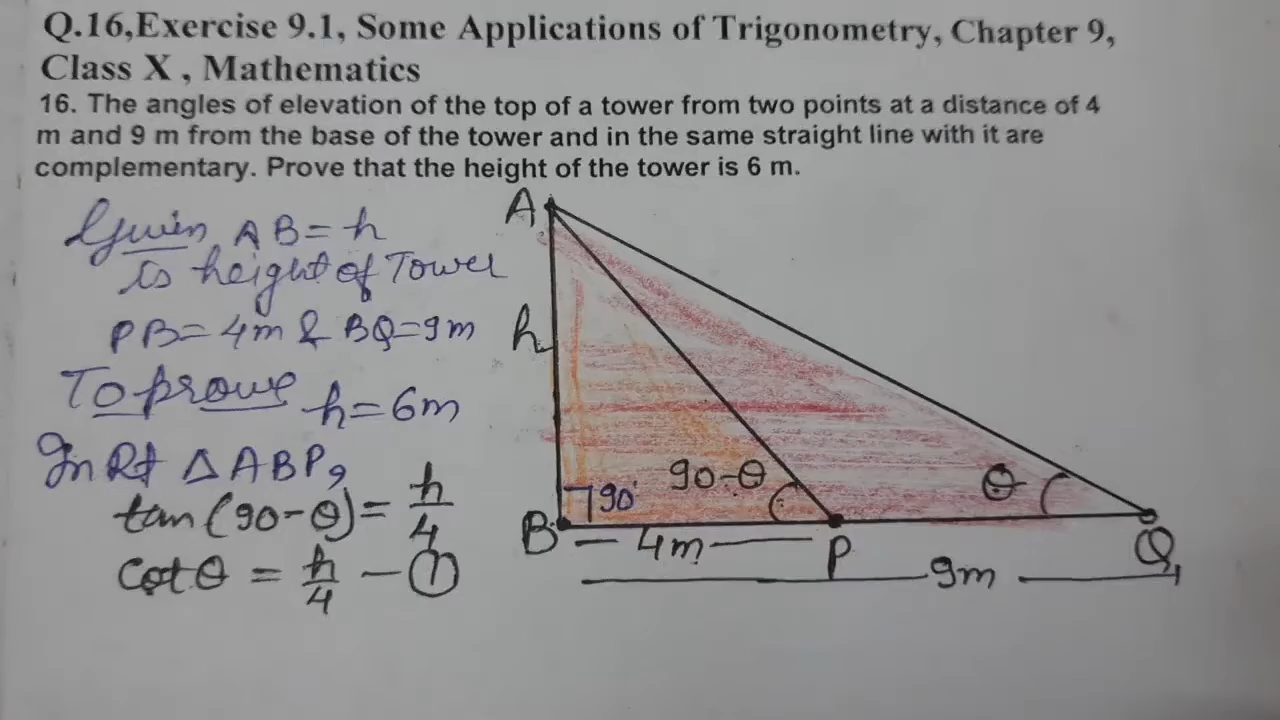 Q.16,Exercise 9.1, Some Applications of Trigonometry, Chapter 9,
Class X , Mathematics
16. The angles of elevation of the top of a tower from two points at a distance of 4
m and 9 m from the base of the tower and in the same straight line with it are
complementary. Prove that the height of the tower is 6 m.
Given AB = h
is height of Tower
PB = 4m & BQ = 9m
To prove h = 6m
In Rt △ ABP,
tan (90 - θ) = h/4
Cot θ = h/4 — ①
A
h
90°
90-θ
θ
B
4m
P
Q
9m